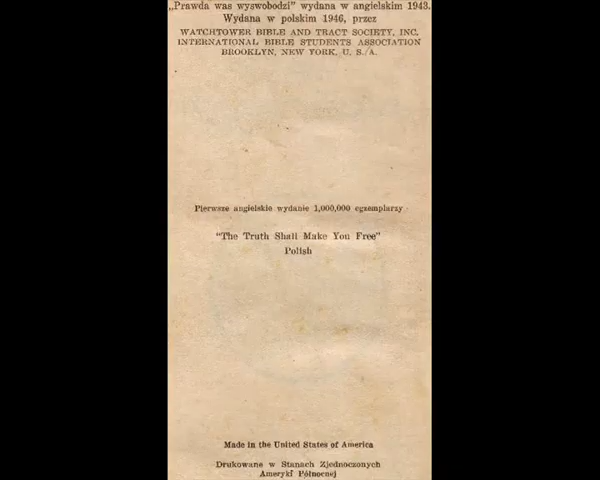 „Prawda was wyswobodzi” wydana w angielskim 1943.
Wydana w polskim 1946, przez
WATCHTOWER BIBLE AND TRACT SOCIETY, INC.
INTERNATIONAL BIBLE STUDENTS ASSOCIATION
BROOKLYN, NEW YORK, U. S. A.
Pierwsze angielskie wydanie 1,000,000 egzemplarzy
“The Truth Shall Make You Free”
Polish
Made in the United States of America
Drukowane w Stanach Zjednoczonych
Ameryki Północnej